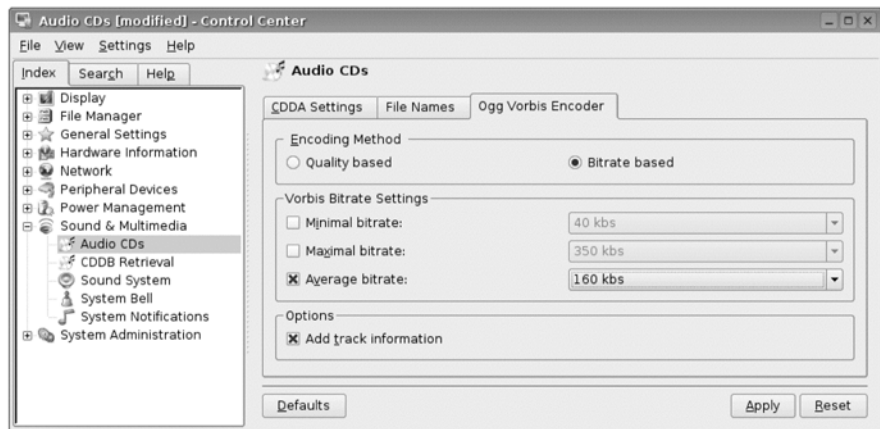 Audio CDs [modified] - Control Center
File View Settings Help
Index Search Help
Display
File Manager
General Settings
Hardware Information
Network
Peripheral Devices
Power Management
Sound & Multimedia
Audio CDs
CDDB Retrieval
Sound System
System Bell
System Notifications
System Administration
Audio CDs
CDDA Settings File Names Ogg Vorbis Encoder
Encoding Method
Quality based Bitrate based
Vorbis Bitrate Settings
Minimal bitrate: 40 kbs
Maximal bitrate: 350 kbs
Average bitrate: 160 kbs
Options
Add track information
Defaults Apply Reset